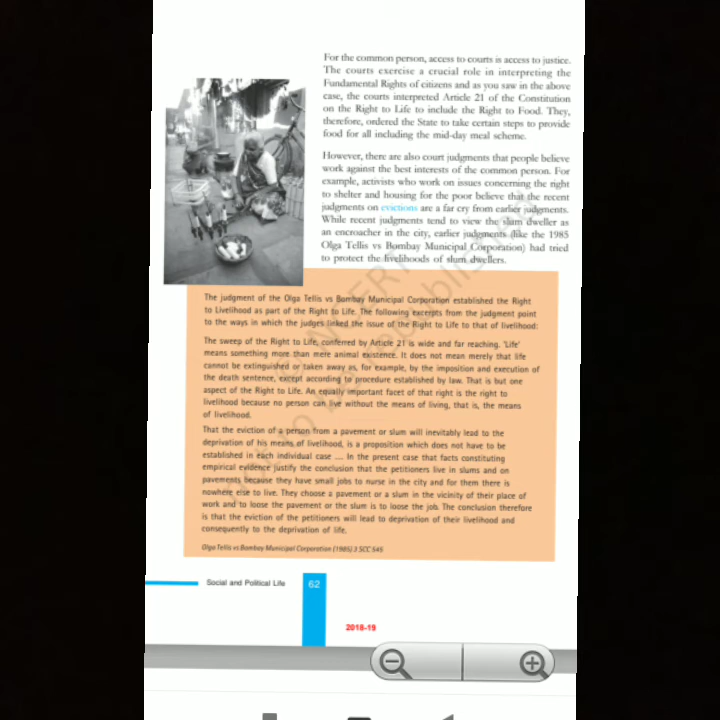 For the common person, access to courts is access to justice.
The courts exercise a crucial role in interpreting the
Fundamental Rights of citizens and as you saw in the above
case, the courts interpreted Article 21 of the Constitution
on the Right to Life to include the Right to Food. They,
therefore, ordered the State to take certain steps to provide
food for all including the mid-day meal scheme.
However, there are also court judgments that people believe
work against the best interests of the common person. For
example, activists who work on issues concerning the right
to shelter and housing for the poor believe that the recent
judgments on evictions are a far cry from earlier judgments.
While recent judgments tend to view the slum dweller as
an encroacher in the city, earlier judgments (like the 1985
Olga Tellis vs Bombay Municipal Corporation) had tried
to protect the livelihoods of slum dwellers.
The judgment of the Olga Tellis vs Bombay Municipal Corporation established the Right
to Livelihood as part of the Right to Life. The following excerpts from the judgment point
to the ways in which the judges linked the issue of the Right to Life to that of livelihood:
The sweep of the Right to Life, conferred by Article 21 is wide and far reaching. 'Life'
means something more than mere animal existence. It does not mean merely that life
cannot be extinguished or taken away as, for example, by the imposition and execution of
the death sentence, except according to procedure established by law. That is but one
aspect of the Right to Life. An equally important facet of that right is the right to
livelihood because no person can live without the means of living, that is, the means
of livelihood.
That the eviction of a person from a pavement or slum will inevitably lead to the
deprivation of his means of livelihood, is a proposition which does not have to be
established in each individual case .... In the present case that facts constituting
empirical evidence justify the conclusion that the petitioners live in slums and on
pavements because they have small jobs to nurse in the city and for them there is
nowhere else to live. They choose a pavement or a slum in the vicinity of their place of
work and to loose the pavement or the slum is to loose the job. The conclusion therefore
is that the eviction of the petitioners will lead to deprivation of their livelihood and
consequently to the deprivation of life.
Olga Tellis vs Bombay Municipal Corporation (1985) 3 SCC 545
Social and Political Life 62
2018-19